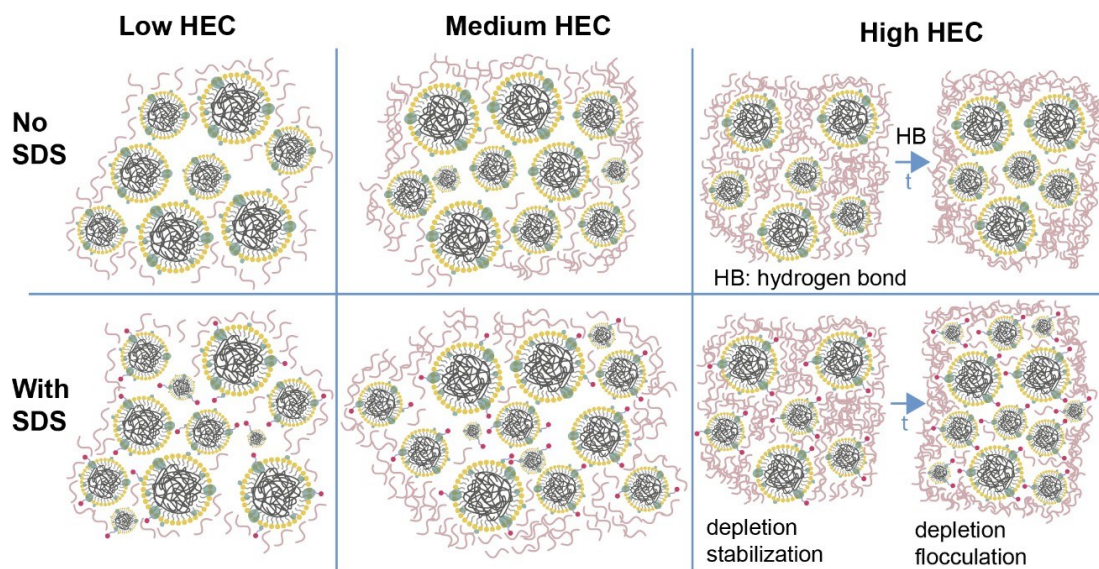 Low HEC
Medium HEC
High HEC
No
SDS
HB
t
HB: hydrogen bond
With
SDS
t
depletion
stabilization
depletion
flocculation